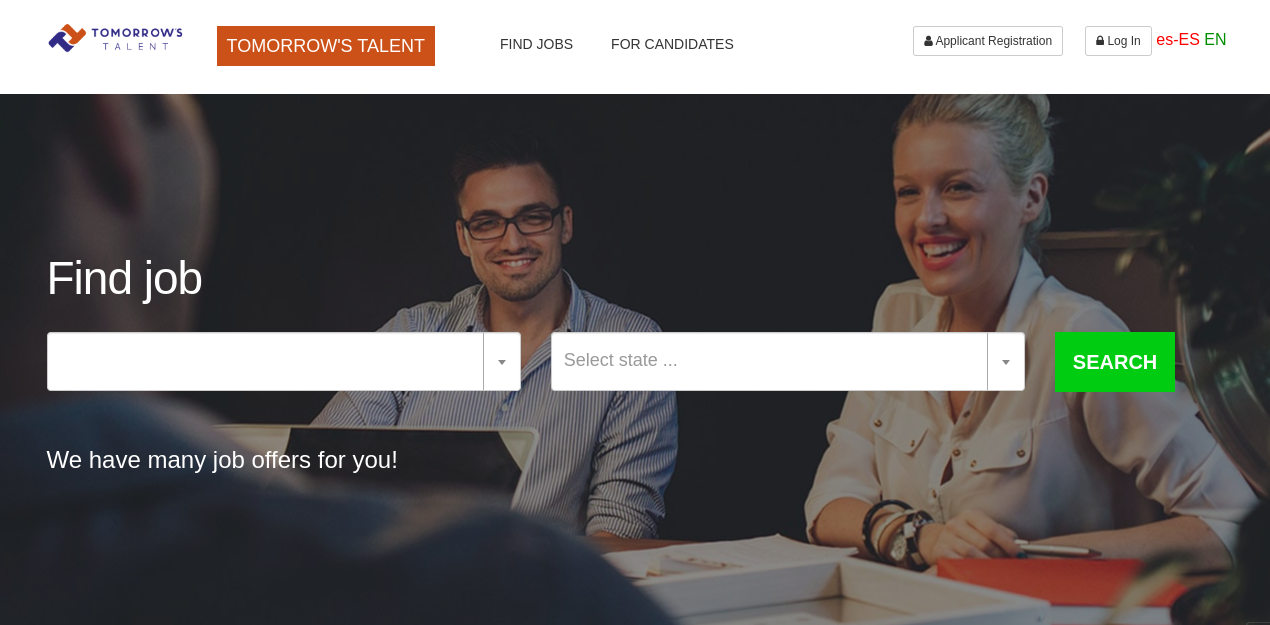 TOMORROW'S
TALENT
TOMORROW'S TALENT
FIND JOBS
FOR CANDIDATES
Applicant Registration
Log In
es-ES EN
Find job
Select state ...
SEARCH
We have many job offers for you!